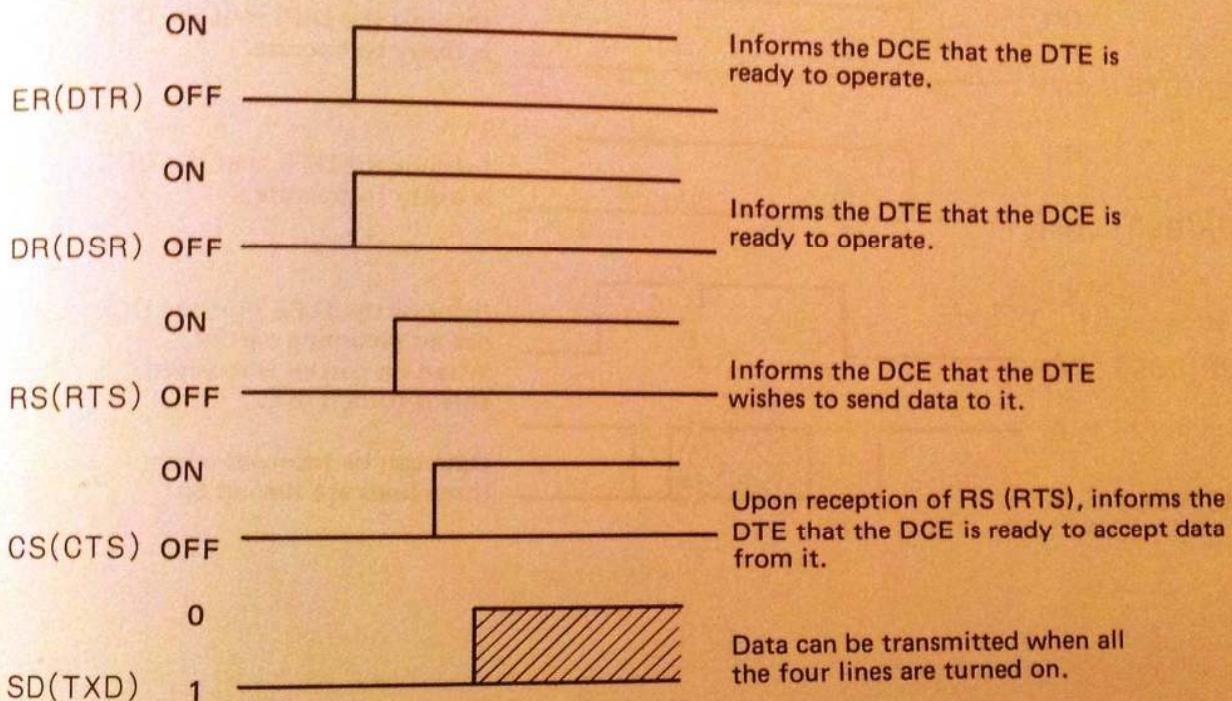 ON
Informs the DCE that the DTE is
ready to operate.
ER(DTR) OFF
ON
Informs the DTE that the DCE is
ready to operate.
DR(DSR) OFF
ON
Informs the DCE that the DTE
wishes to send data to it.
RS(RTS) OFF
ON
Upon reception of RS (RTS), informs the
DTE that the DCE is ready to accept data
from it.
CS(CTS) OFF
0
Data can be transmitted when all
the four lines are turned on.
SD(TXD) 1